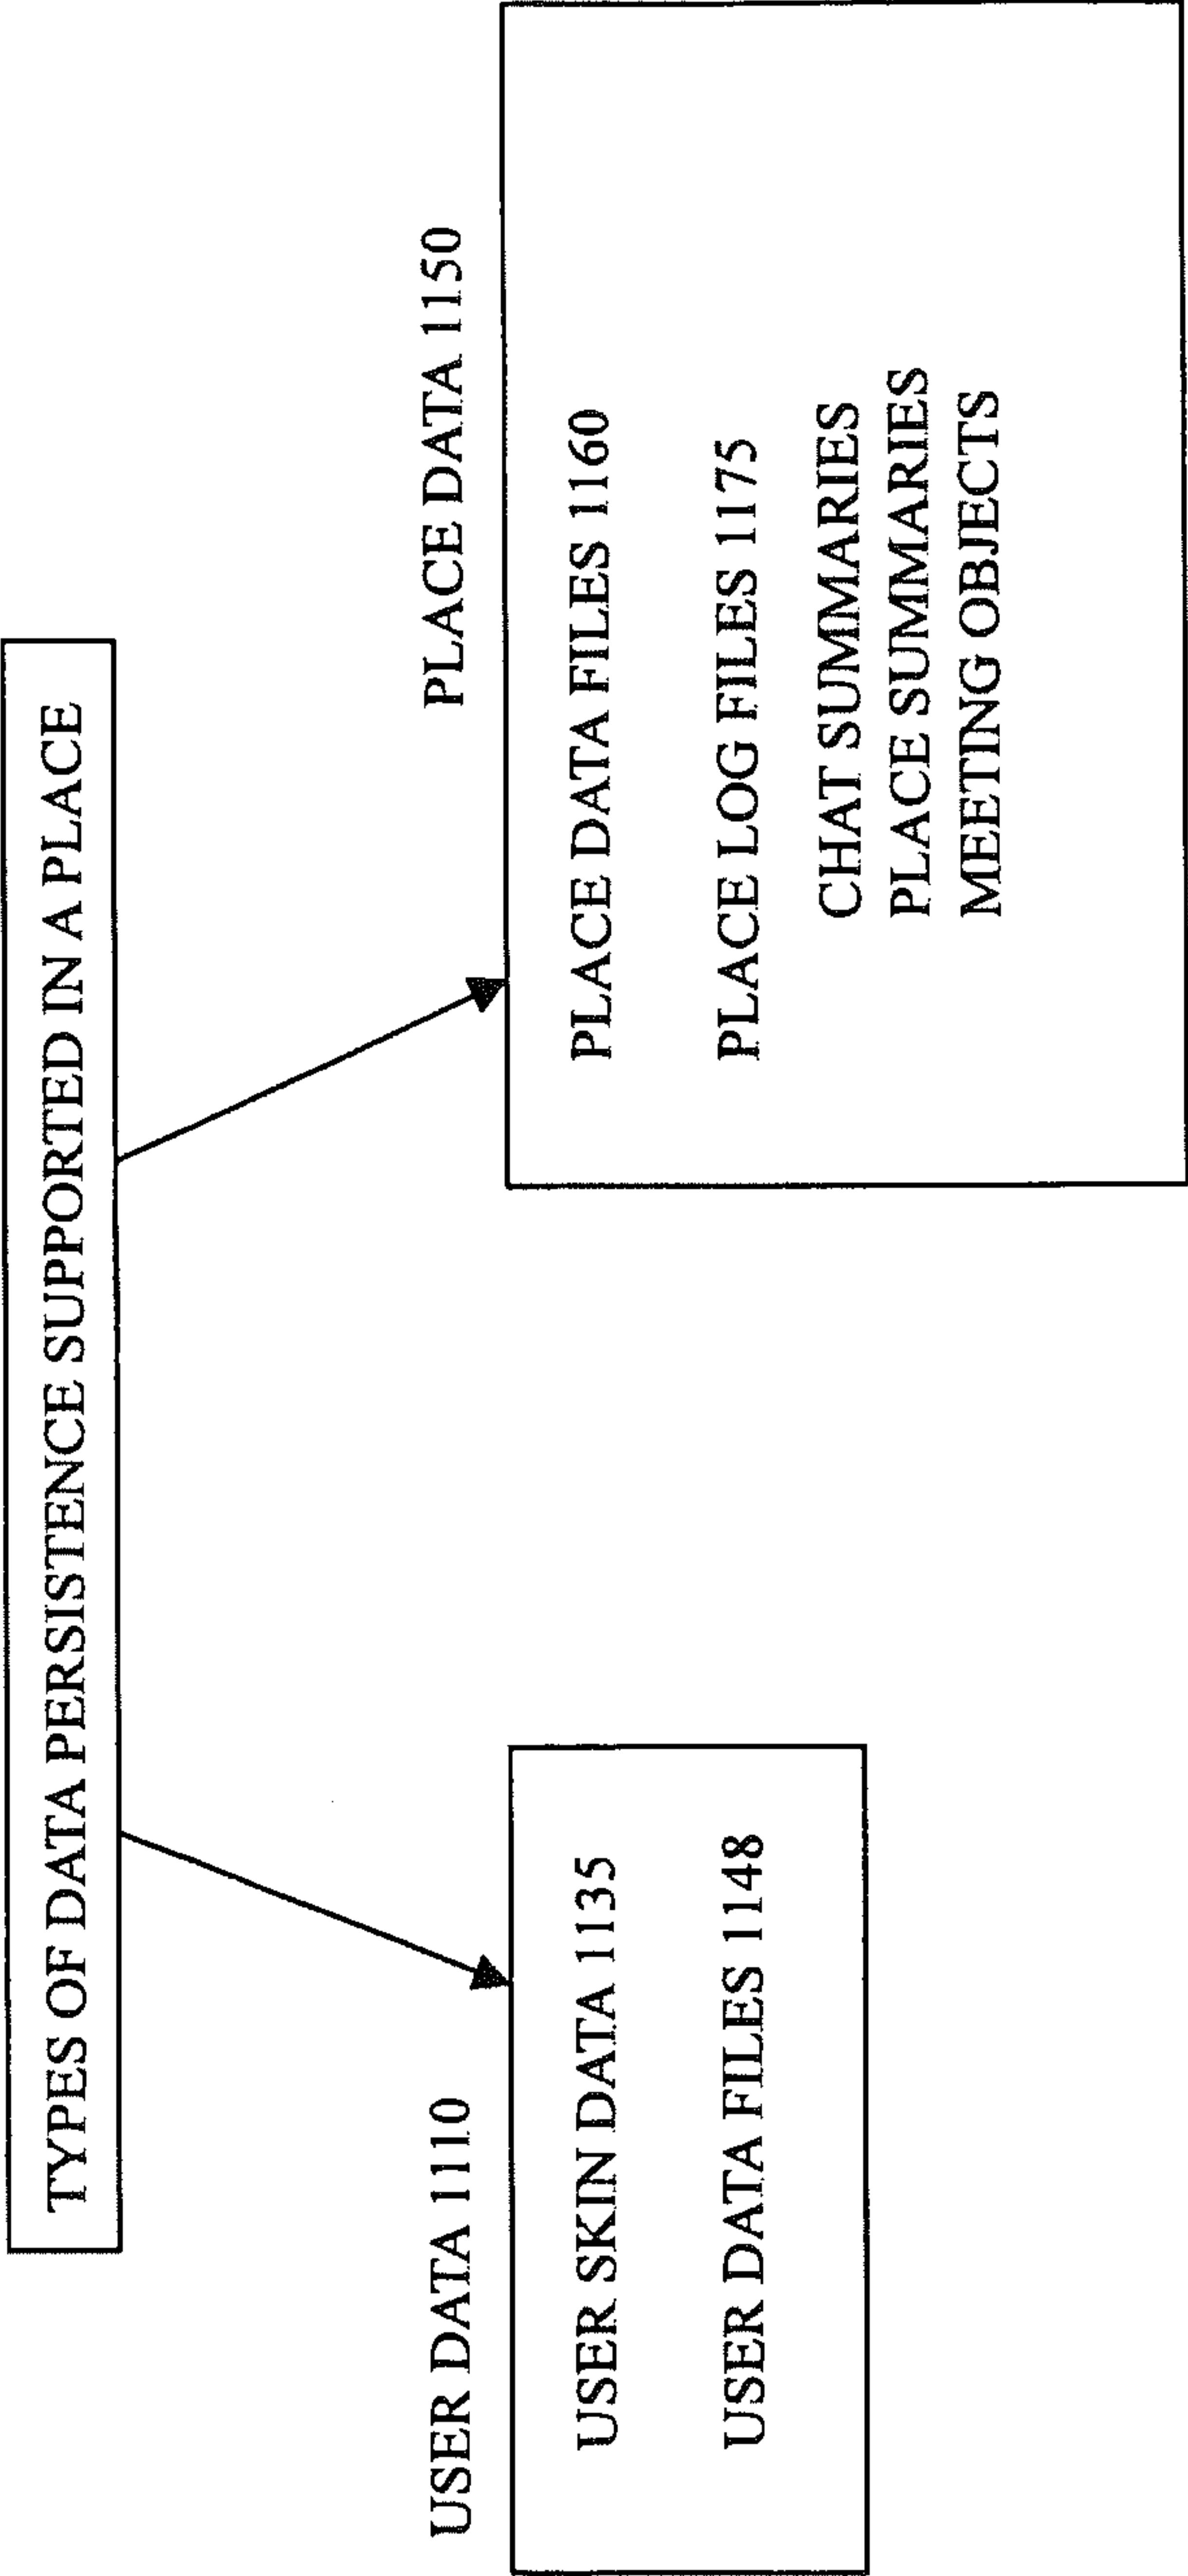 TYPES OF DATA PERSISTENCE SUPPORTED IN A PLACE
USER DATA 1110
USER SKIN DATA 1135
USER DATA FILES 1148
PLACE DATA 1150
PLACE DATA FILES 1160
PLACE LOG FILES 1175
CHAT SUMMARIES
PLACE SUMMARIES
MEETING OBJECTS